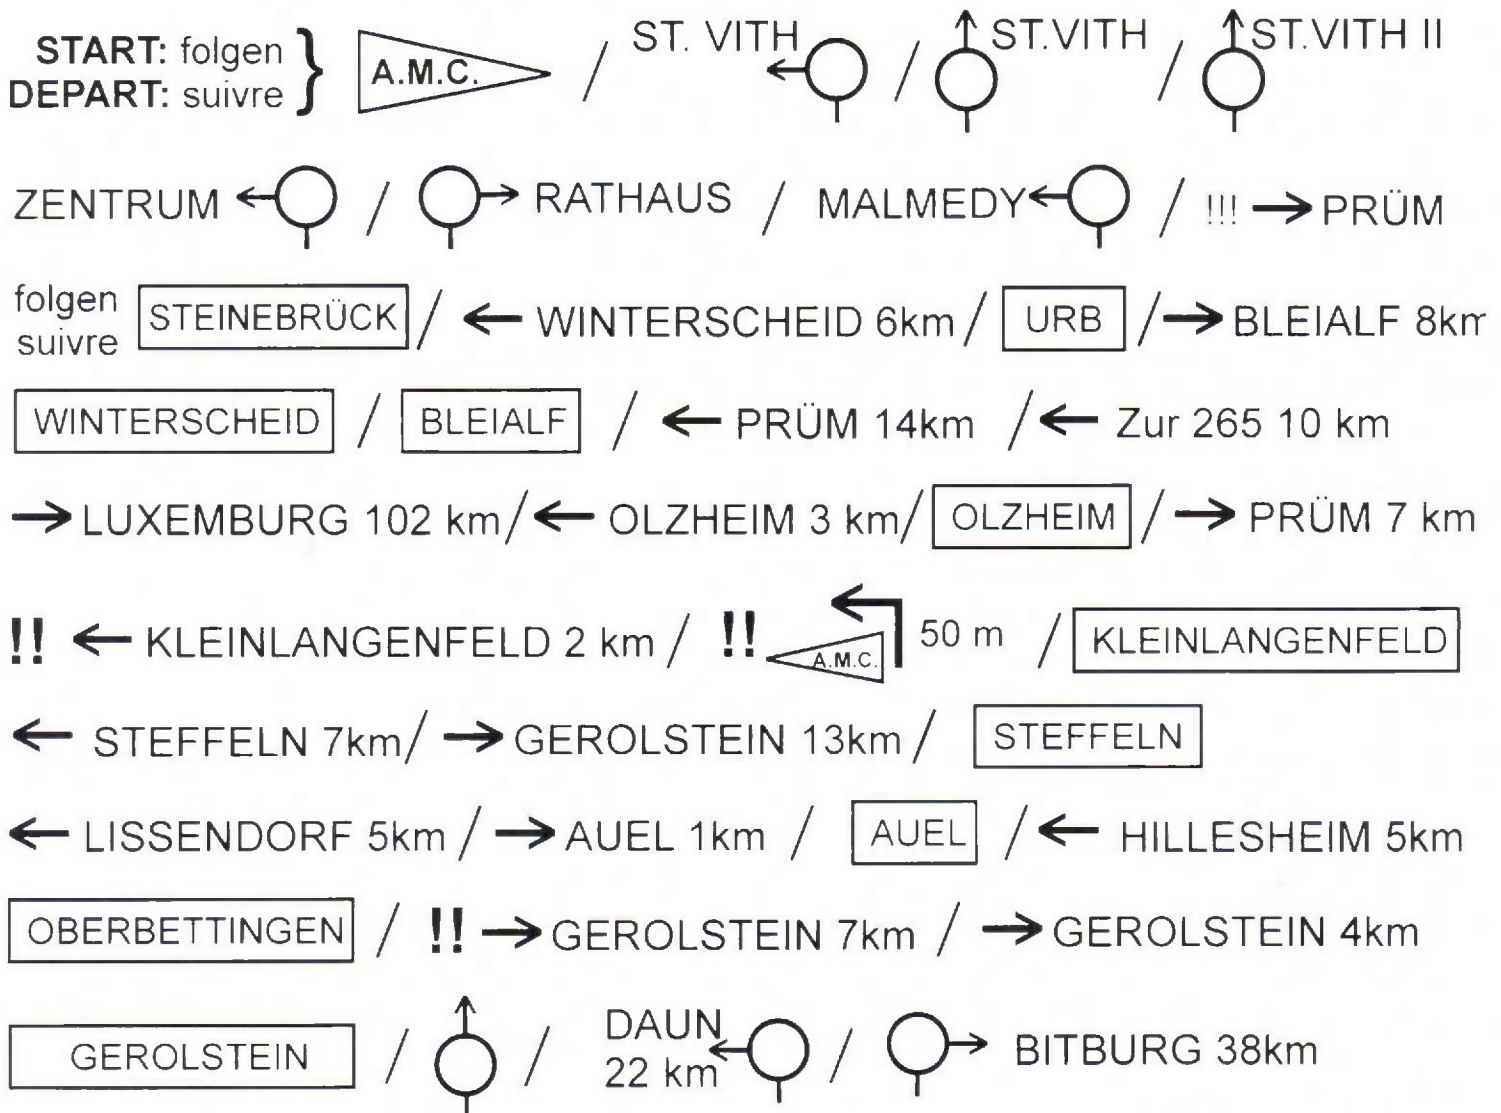 START: folgen
DEPART: suivre } A.M.C. / ST. VITH / ST.VITH / ST.VITH II
ZENTRUM / RATHAUS / MALMEDY / !!! → PRÜM
folgen
suivre STEINEBRÜCK / ← WINTERSCHEID 6km / URB / → BLEIALF 8km
WINTERSCHEID / BLEIALF / ← PRÜM 14km / ← Zur 265 10 km
→ LUXEMBURG 102 km / ← OLZHEIM 3 km / OLZHEIM / → PRÜM 7 km
!! ← KLEINLANGENFELD 2 km / !! A.M.C. 50 m / KLEINLANGENFELD
← STEFFELN 7km / → GEROLSTEIN 13km / STEFFELN
← LISSENDORF 5km / → AUEL 1km / AUEL / ← HILLESHEIM 5km
OBERBETTINGEN / !! → GEROLSTEIN 7km / → GEROLSTEIN 4km
GEROLSTEIN / / DAUN
22 km / BITBURG 38km